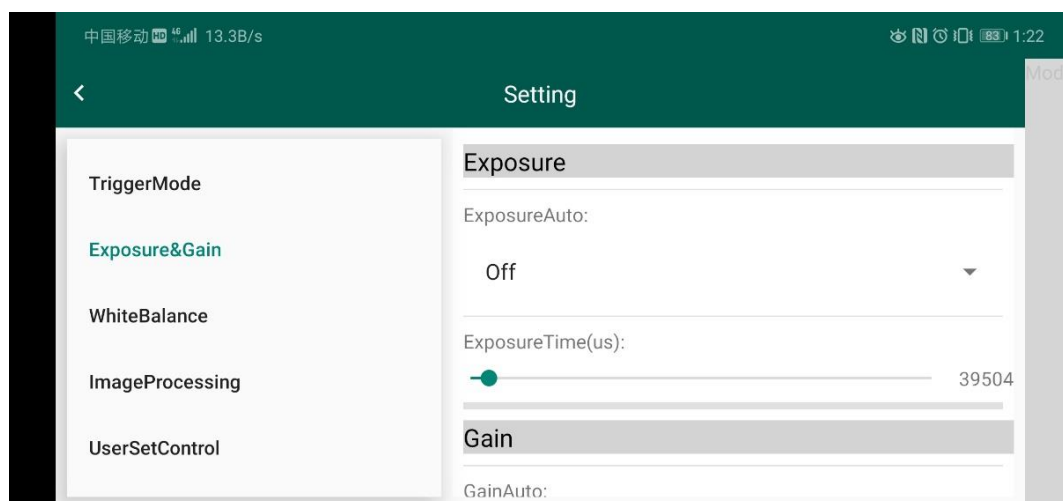 中国移动 HD 46 13.3B/s 83 1:22
Setting
Mod
TriggerMode
Exposure&Gain
WhiteBalance
ImageProcessing
UserSetControl
Exposure
ExposureAuto:
Off
ExposureTime(us):
39504
Gain
GainAuto: